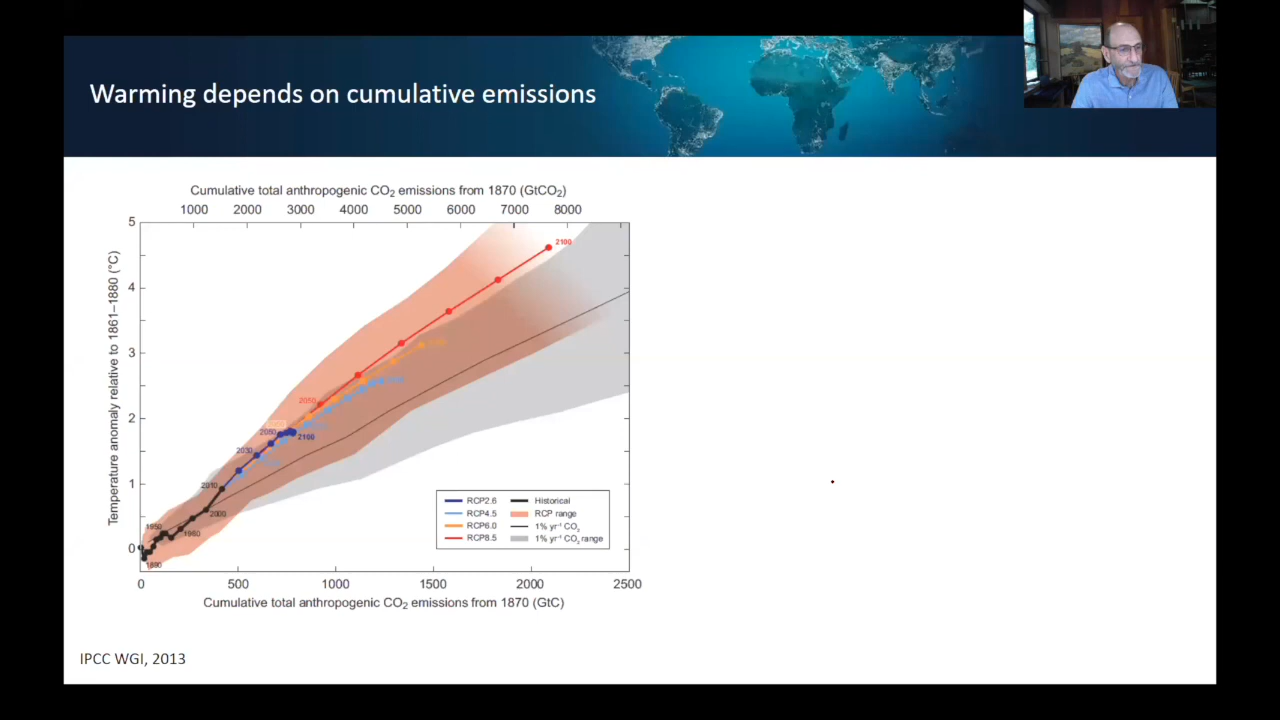 Warming depends on cumulative emissions
Cumulative total anthropogenic CO2 emissions from 1870 (GtCO2)
1000 2000 3000 4000 5000 6000 7000 8000
Temperature anomaly relative to 1861–1880 (°C)
5
4
3
2
1
0
2100
2050
2050
2100
2030
2010
2000
1950
1960
1880
RCP2.6 Historical
RCP4.5 RCP range
RCP6.0 1% yr⁻¹ CO2
RCP8.5 1% yr⁻¹ CO2 range
0 500 1000 1500 2000 2500
Cumulative total anthropogenic CO2 emissions from 1870 (GtC)
IPCC WGI, 2013